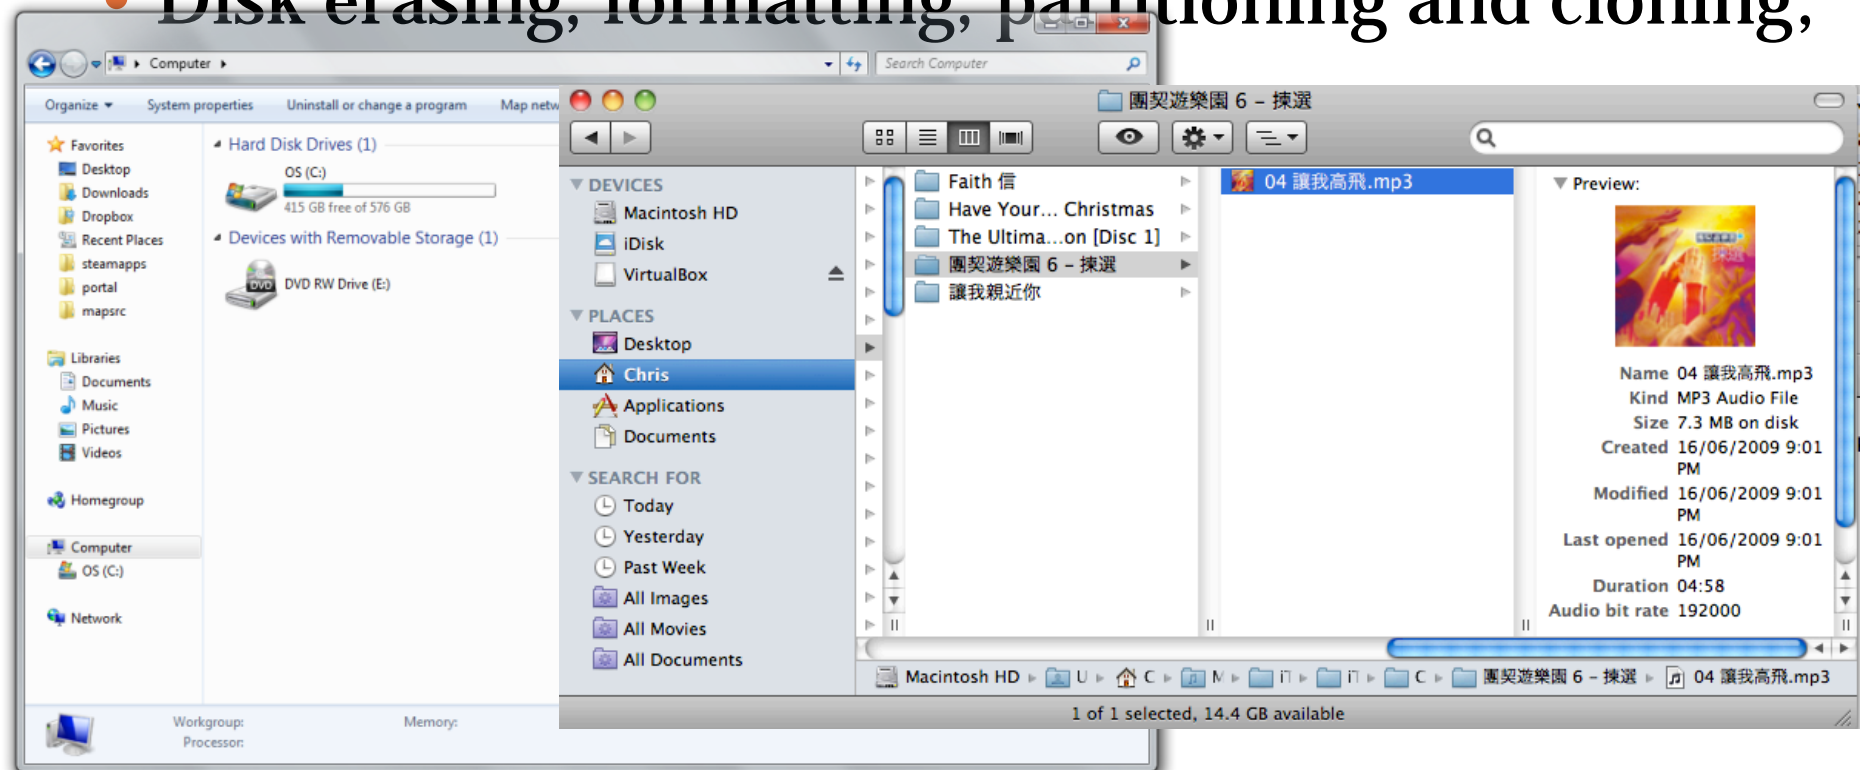 Disk erasing, formatting, partitioning and cloning,
Computer
Search Computer
Organize
System properties
Uninstall or change a program
Map netw
Favorites
Desktop
Downloads
Dropbox
Recent Places
steamapps
portal
mapsrc
Libraries
Documents
Music
Pictures
Videos
Homegroup
Computer
OS (C:)
Network
Hard Disk Drives (1)
OS (C:)
415 GB free of 576 GB
Devices with Removable Storage (1)
DVD
DVD RW Drive (E:)
Workgroup:
Memory:
Processor:
團契遊樂園 6 – 揀選
DEVICES
Macintosh HD
iDisk
VirtualBox
PLACES
Desktop
Chris
Applications
Documents
SEARCH FOR
Today
Yesterday
Past Week
All Images
All Movies
All Documents
Faith 信
Have Your… Christmas
The Ultima…on [Disc 1]
團契遊樂園 6 – 揀選
讓我親近你
04 讓我高飛.mp3
Preview:
Name 04 讓我高飛.mp3
Kind MP3 Audio File
Size 7.3 MB on disk
Created 16/06/2009 9:01
PM
Modified 16/06/2009 9:01
PM
Last opened 16/06/2009 9:01
PM
Duration 04:58
Audio bit rate 192000
Macintosh HD U C M iT iT C 團契遊樂園 6 – 揀選 04 讓我高飛.mp3
1 of 1 selected, 14.4 GB available